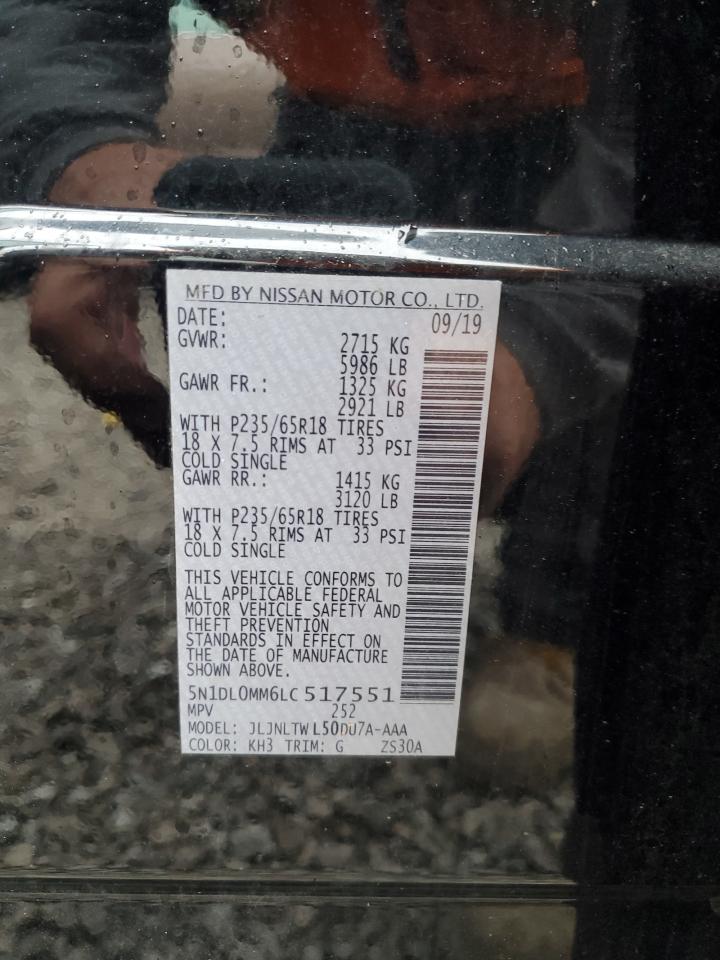 MFD BY NISSAN MOTOR CO., LTD.
DATE: 09/19
GVWR: 2715 KG
5986 LB
GAWR FR.: 1325 KG
2921 LB
WITH P235/65R18 TIRES
18 X 7.5 RIMS AT 33 PSI
COLD SINGLE
GAWR RR.: 1415 KG
3120 LB
WITH P235/65R18 TIRES
18 X 7.5 RIMS AT 33 PSI
COLD SINGLE
THIS VEHICLE CONFORMS TO
ALL APPLICABLE FEDERAL
MOTOR VEHICLE SAFETY AND
THEFT PREVENTION
STANDARDS IN EFFECT ON
THE DATE OF MANUFACTURE
SHOWN ABOVE.
5N1DL0MM6LC 517551
MPV 252
MODEL: JLJNLTW L50DU7A-AAA
COLOR: KH3 TRIM: G ZS30A